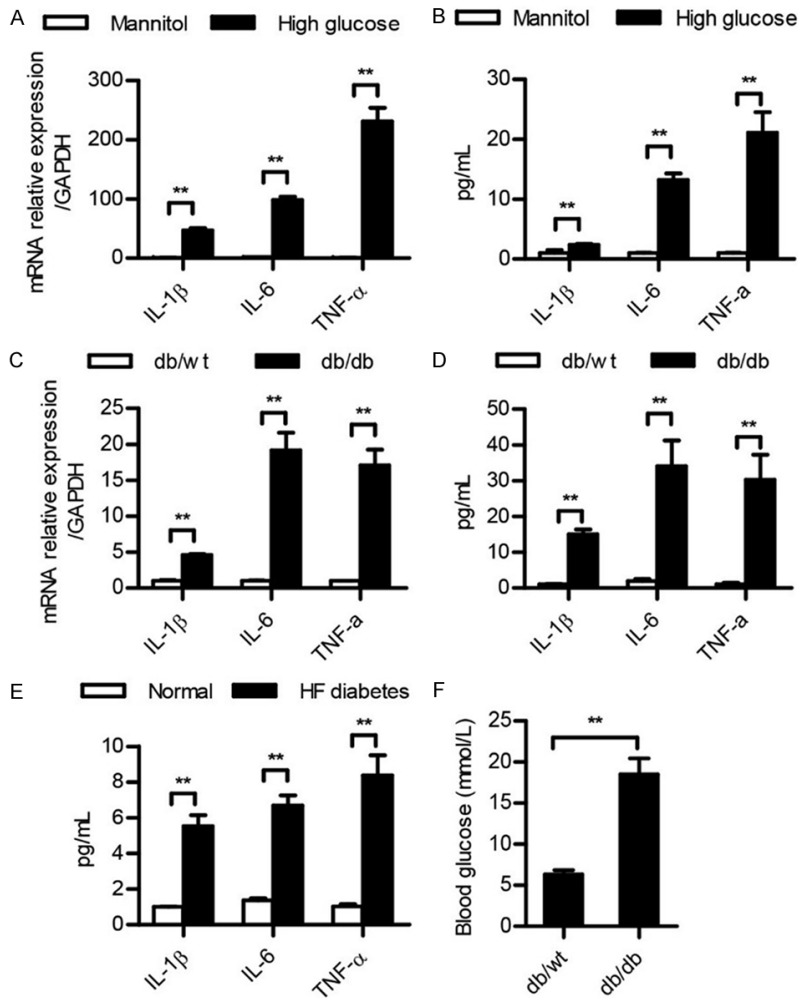 A
Mannitol High glucose
mRNA relative expression
/GAPDH
300
200
100
0
**
**
**
IL-1β
IL-6
TNF-α
B
Mannitol High glucose
pg/mL
30
20
10
0
**
**
**
IL-1β
IL-6
TNF-a
C
db/wt db/db
mRNA relative expression
/GAPDH
25
20
15
10
5
0
**
**
**
IL-1β
IL-6
TNF-a
D
db/wt db/db
pg/mL
50
40
30
20
10
0
**
**
**
IL-1β
IL-6
TNF-a
E
Normal HF diabetes
pg/mL
10
8
6
4
2
0
**
**
**
IL-1β
IL-6
TNF-α
F
Blood glucose (mmol/L)
25
20
15
10
5
0
**
db/wt
db/db